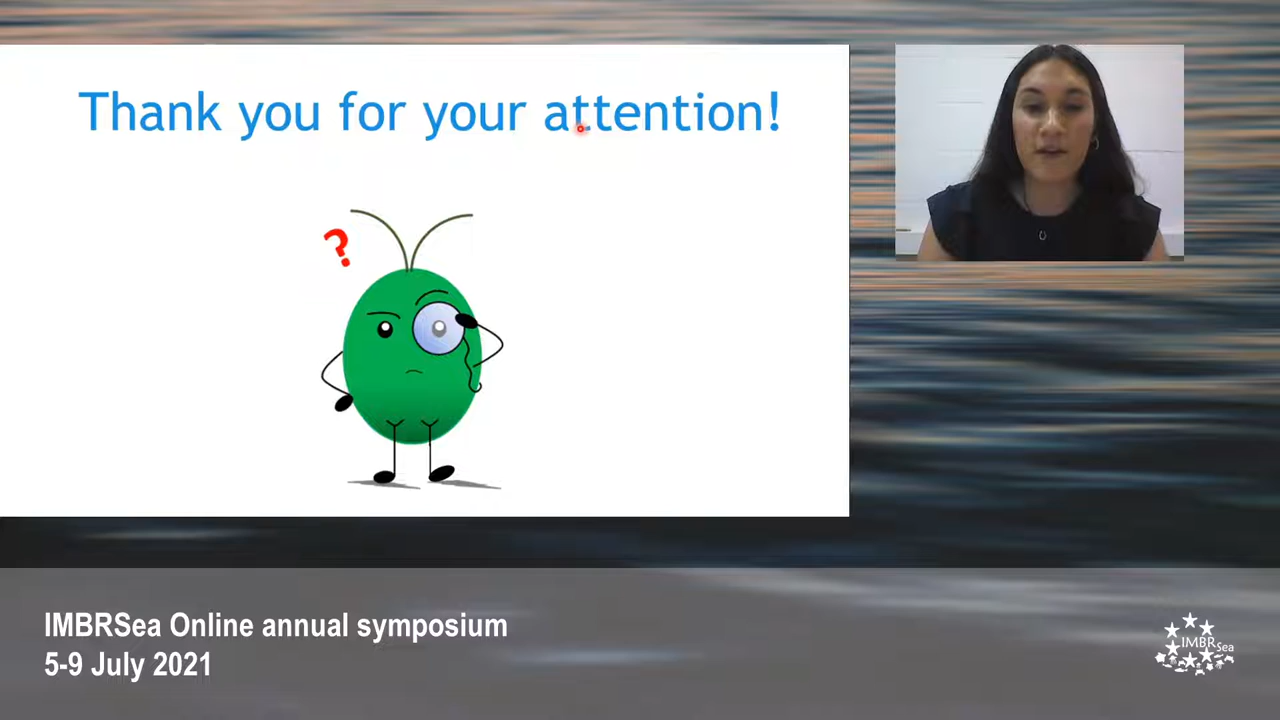 Thank you for your attention!
?
IMBRSea Online annual symposium
5-9 July 2021
IMBRSea